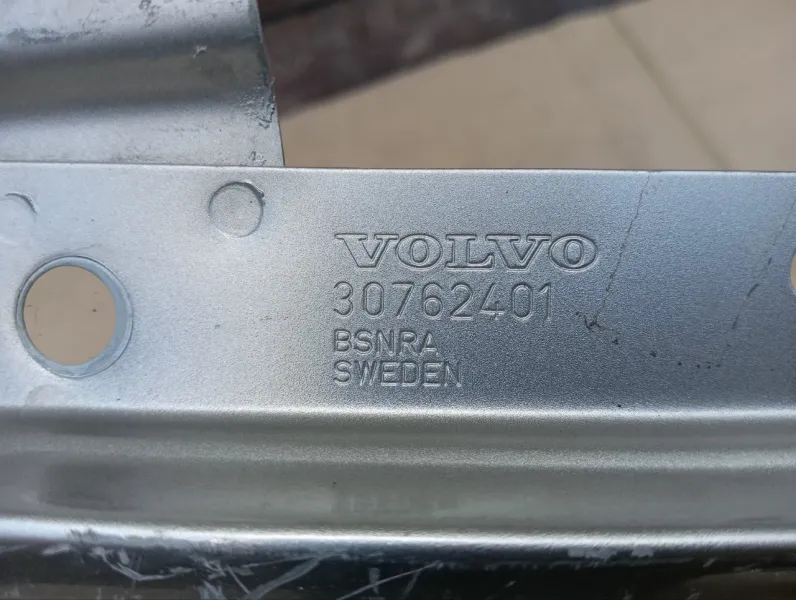 VOLVO
30762401
BSNRA
SWEDEN